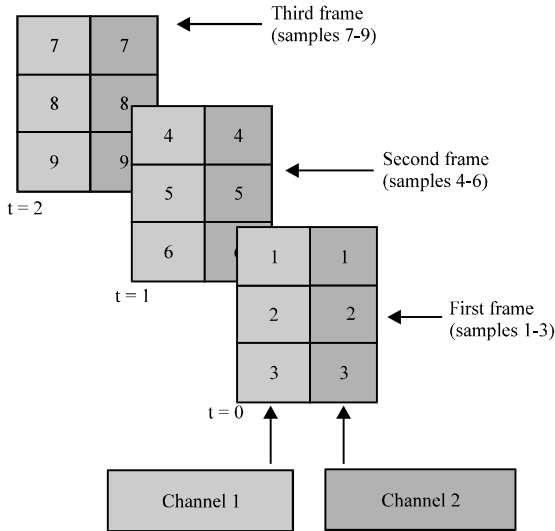 Third frame
(samples 7-9)
7 7
8 8
9 9
t = 2
4 4
5 5
6 6
t = 1
Second frame
(samples 4-6)
1 1
2 2
3 3
t = 0
First frame
(samples 1-3)
Channel 1
Channel 2